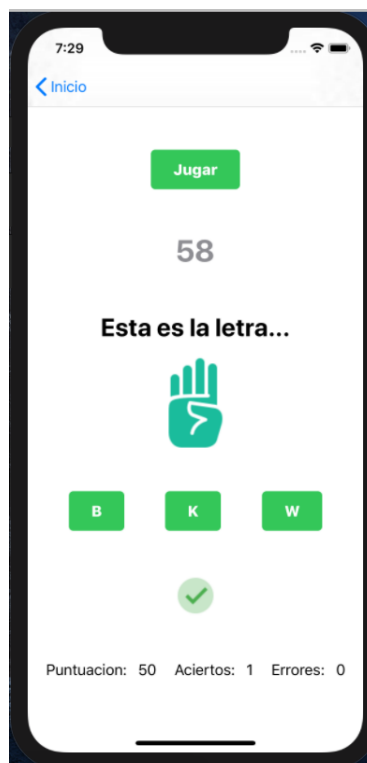 7:29
Inicio
Jugar
58
Esta es la letra...
B K W
Puntuacion: 50 Aciertos: 1 Errores: 0